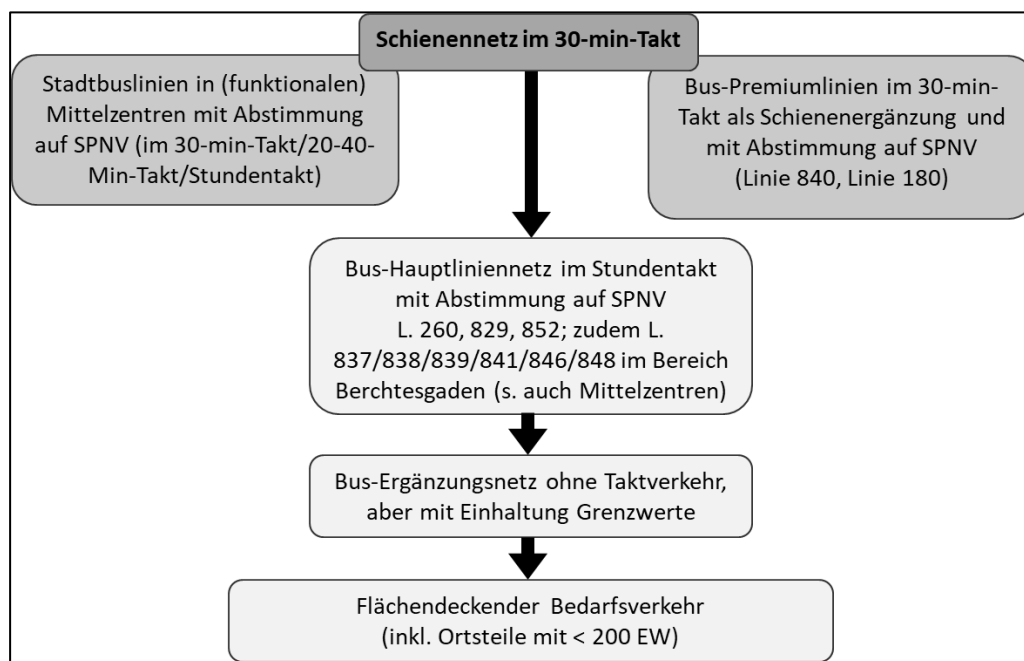 Schienennetz im 30-min-Takt
Stadtbuslinien in (funktionalen)
Mittelzentren mit Abstimmung
auf SPNV (im 30-min-Takt/20-40-
Min-Takt/Stundentakt)
Bus-Premiumlinien im 30-min-
Takt als Schienenergänzung und
mit Abstimmung auf SPNV
(Linie 840, Linie 180)
Bus-Hauptliniennetz im Stundentakt
mit Abstimmung auf SPNV
L. 260, 829, 852; zudem L.
837/838/839/841/846/848 im Bereich
Berchtesgaden (s. auch Mittelzentren)
Bus-Ergänzungsnetz ohne Taktverkehr,
aber mit Einhaltung Grenzwerte
Flächendeckender Bedarfsverkehr
(inkl. Ortsteile mit < 200 EW)